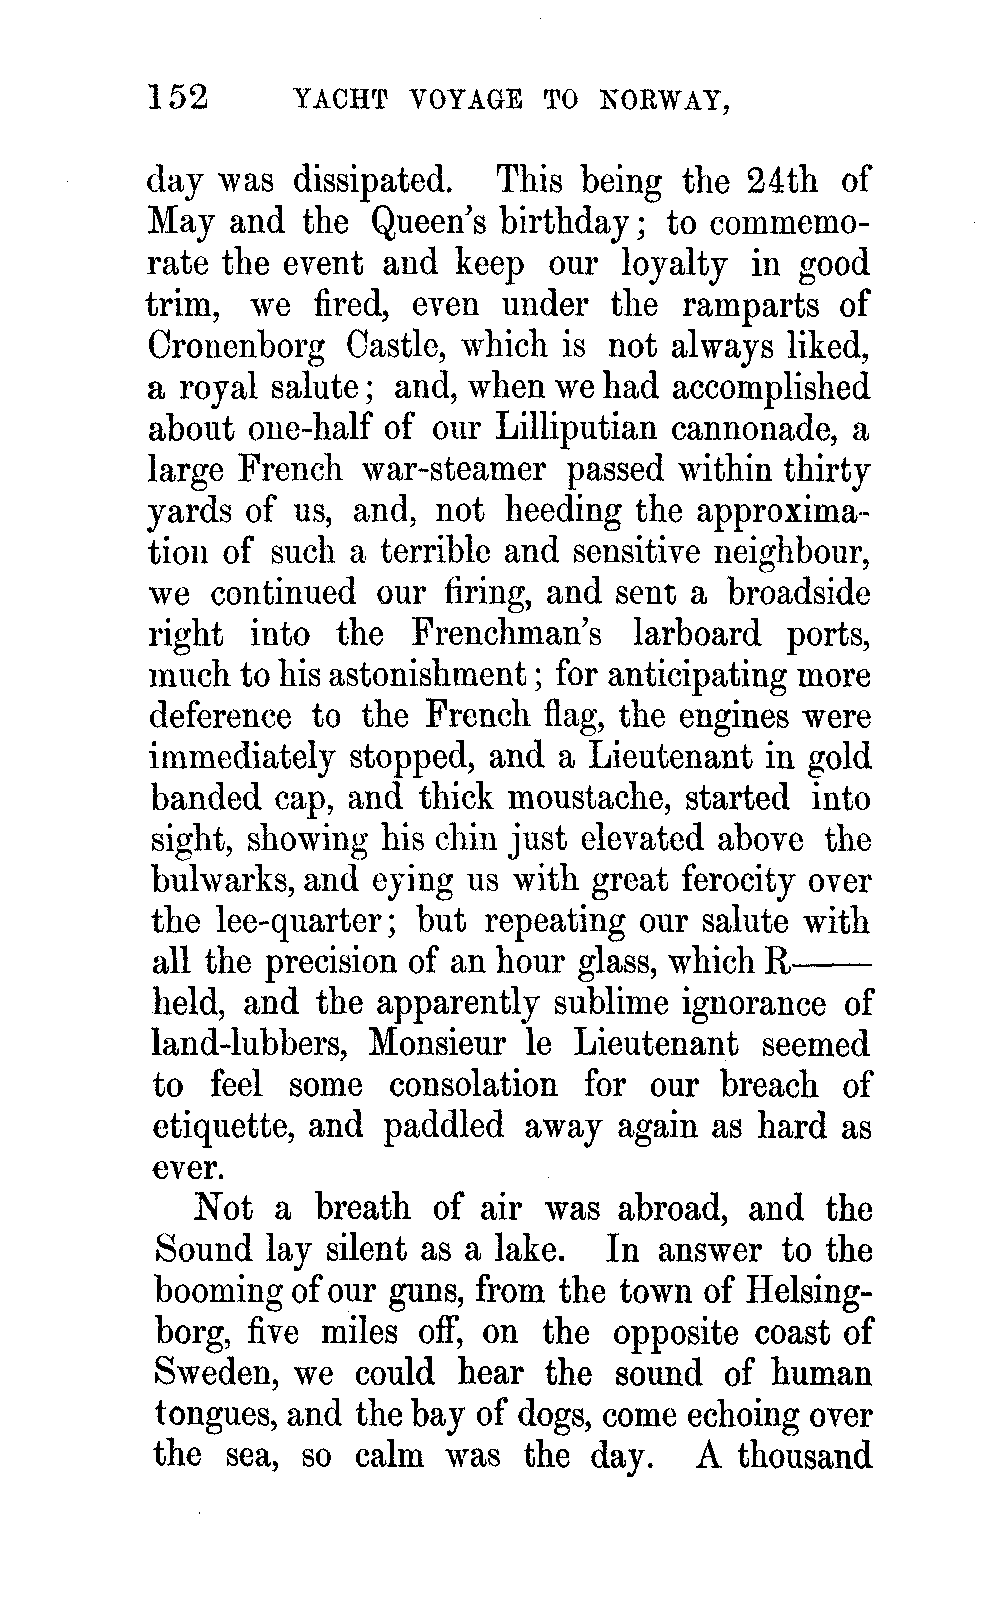 152 YACHT VOYAGE TO NORWAY,
day was dissipated. This being the 24th of
May and the Queen's birthday; to commemo-
rate the event and keep our loyalty in good
trim, we fired, even under the ramparts of
Cronenborg Castle, which is not always liked,
a royal salute; and, when we had accomplished
about one-half of our Lilliputian cannonade, a
large French war-steamer passed within thirty
yards of us, and, not heeding the approxima-
tion of such a terrible and sensitive neighbour,
we continued our firing, and sent a broadside
right into the Frenchman's larboard ports,
much to his astonishment; for anticipating more
deference to the French flag, the engines were
immediately stopped, and a Lieutenant in gold
banded cap, and thick moustache, started into
sight, showing his chin just elevated above the
bulwarks, and eying us with great ferocity over
the lee-quarter; but repeating our salute with
all the precision of an hour glass, which R——
held, and the apparently sublime ignorance of
land-lubbers, Monsieur le Lieutenant seemed
to feel some consolation for our breach of
etiquette, and paddled away again as hard as
ever.
Not a breath of air was abroad, and the
Sound lay silent as a lake. In answer to the
booming of our guns, from the town of Helsing-
borg, five miles off, on the opposite coast of
Sweden, we could hear the sound of human
tongues, and the bay of dogs, come echoing over
the sea, so calm was the day. A thousand